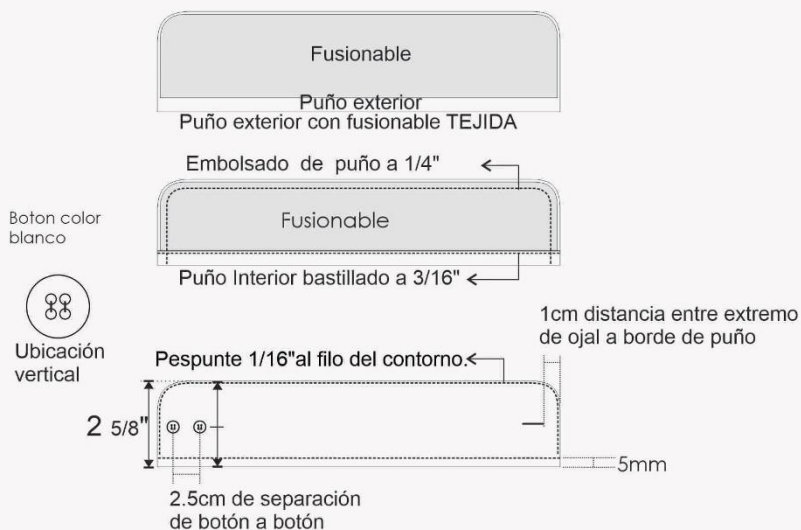 Fusionable
Puño exterior
Puño exterior con fusionable TEJIDA
Embolsado de puño a 1/4"
Fusionable
Boton color
blanco
Puño Interior bastillado a 3/16"
Ubicación
vertical
1cm distancia entre extremo
de ojal a borde de puño
Pespunte 1/16"al filo del contorno.
2 5/8"
5mm
2.5cm de separación
de botón a botón